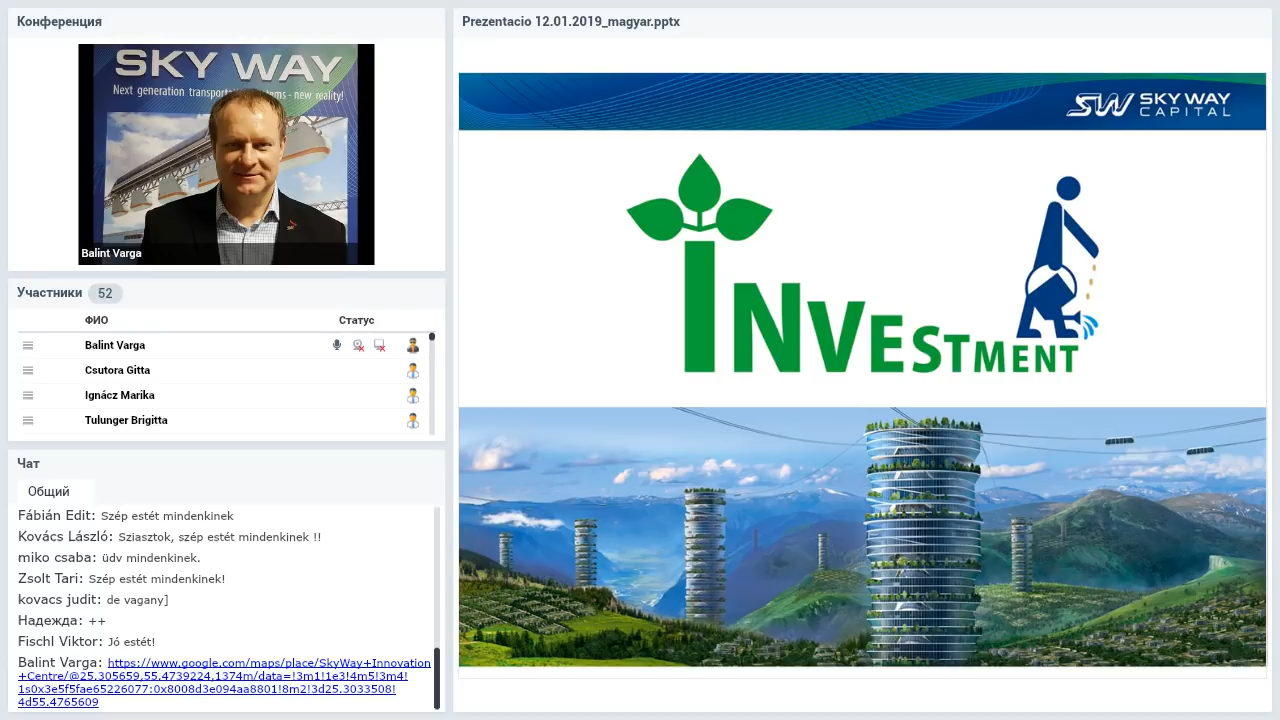 Конференция
SKY WAY
Next generation transporta
ems - new reality!
Balint Varga
Участники 52
ФИО Статус
Balint Varga
Csutora Gitta
Ignácz Marika
Tulunger Brigitta
Чат
Общий
Fábián Edit: Szép estét mindenkinek
Kovács László: Sziasztok, szép estét mindenkinek !!
miko csaba: üdv mindenkinek.
Zsolt Tari: Szép estét mindenkinek!
kovacs judit: de vagany]
Надежда: ++
Fischl Viktor: Jó estét!
Balint Varga: https://www.google.com/maps/place/SkyWay+Innovation
+Centre/@25.305659,55.4739224,1374m/data=!3m1!1e3!4m5!3m4!
1s0x3e5f5fae65226077:0x8008d3e094aa8801!8m2!3d25.3033508!
4d55.4765609
Prezentacio 12.01.2019_magyar.pptx
SW SKY WAY
CAPITAL
INVESTMENT